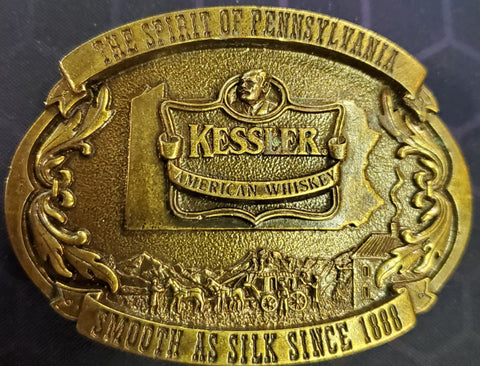 THE SPIRIT OF PENNSYLVANIA
KESSLER
AMERICAN WHISKEY
SMOOTH AS SILK SINCE 1888